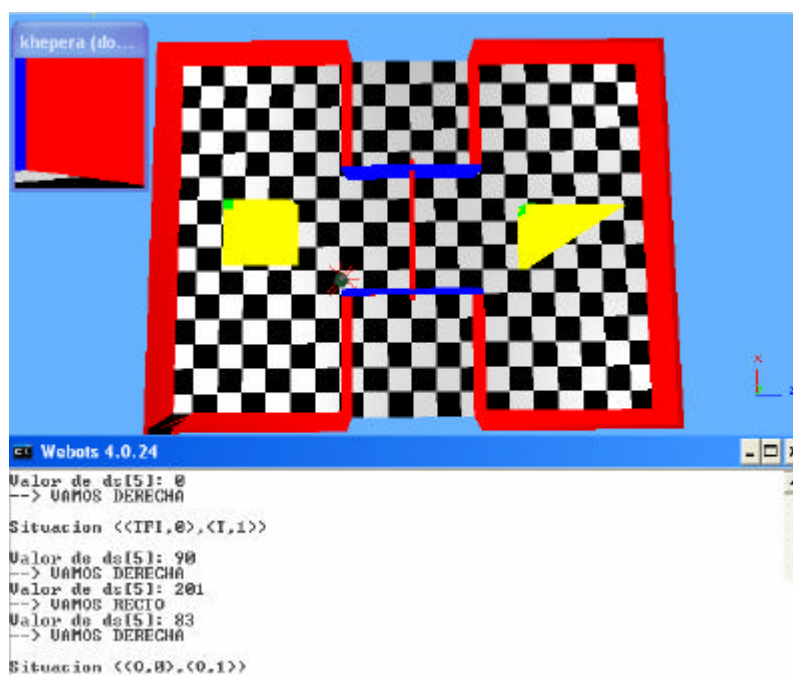 khepera (do...
x
z
Webots 4.0.24
Valor de ds[5]: 0
--> VAMOS DERECHA
Situacion ((TFI,0),(T,1))
Valor de ds[5]: 90
--> VAMOS DERECHA
Valor de ds[5]: 201
--> VAMOS RECTO
Valor de ds[5]: 83
--> VAMOS DERECHA
Situacion ((O,0),(O,1))